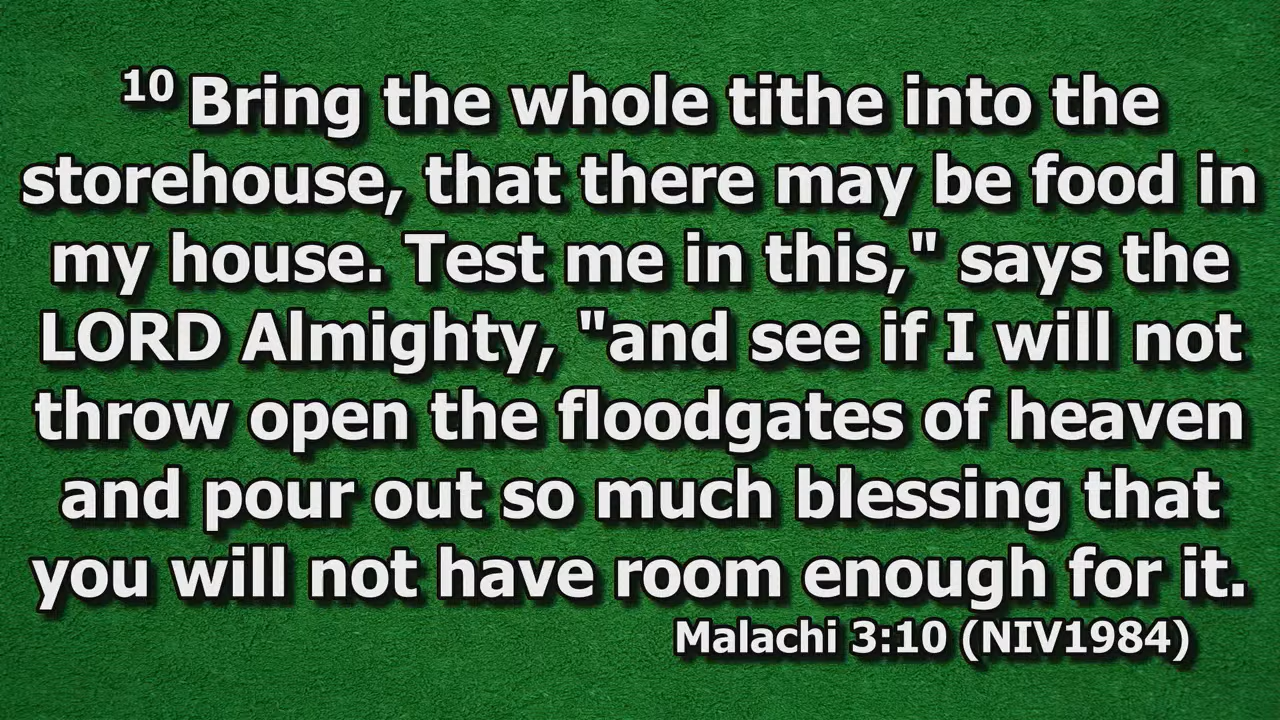 10 Bring the whole tithe into the
storehouse, that there may be food in
my house. Test me in this," says the
LORD Almighty, "and see if I will not
throw open the floodgates of heaven
and pour out so much blessing that
you will not have room enough for it.
Malachi 3:10 (NIV1984)